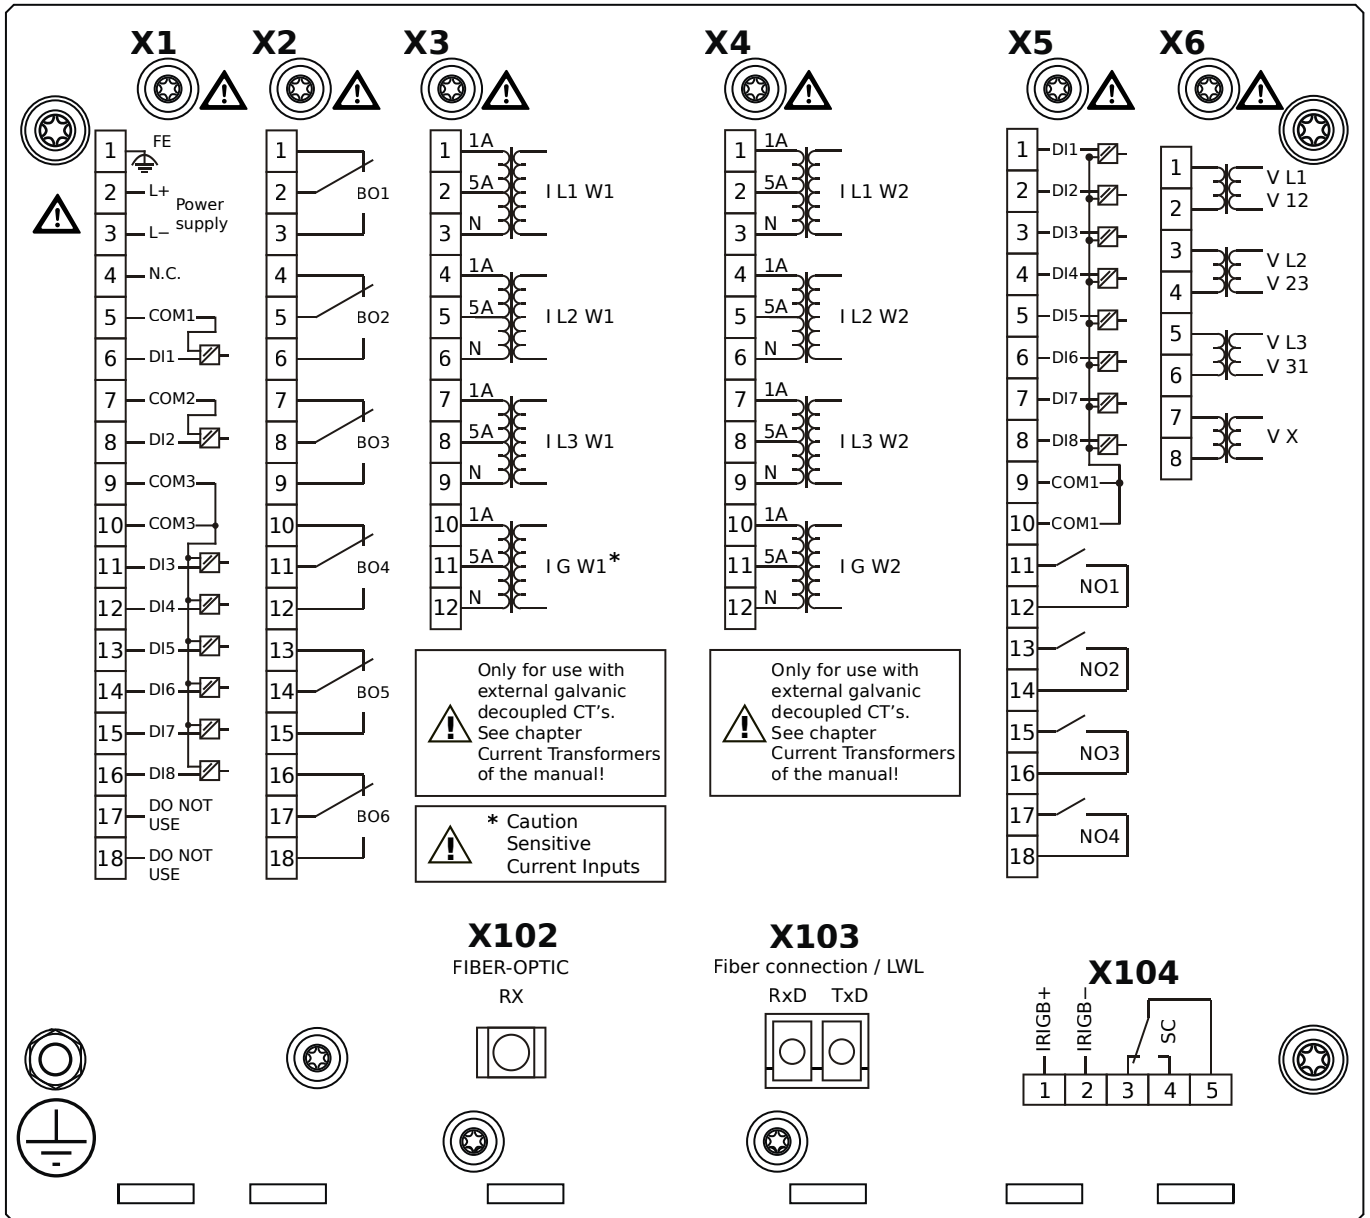 X1 X2 X3 X4 X5 X6
1 FE
2 L+
Power
supply
3 L−
4 N.C.
5 COM1
6 DI1
7 COM2
8 DI2
9 COM3
10 COM3
11 DI3
12 DI4
13 DI5
14 DI6
15 DI7
16 DI8
17 DO NOT
USE
18 DO NOT
USE
1
2 BO1
3
4
5 BO2
6
7
8 BO3
9
10
11 BO4
12
13
14 BO5
15
16
17 BO6
18
1 1A
2 5A I L1 W1
3 N
4 1A
5 5A I L2 W1
6 N
7 1A
8 5A I L3 W1
9 N
10 1A
11 5A I G W1*
12 N
Only for use with
external galvanic
decoupled CT's.
See chapter
Current Transformers
of the manual!
* Caution
Sensitive
Current Inputs
1 1A
2 5A I L1 W2
3 N
4 1A
5 5A I L2 W2
6 N
7 1A
8 5A I L3 W2
9 N
10 1A
11 5A I G W2
12 N
Only for use with
external galvanic
decoupled CT's.
See chapter
Current Transformers
of the manual!
1 DI1
2 DI2
3 DI3
4 DI4
5 DI5
6 DI6
7 DI7
8 DI8
9 COM1
10 COM1
11
NO1
12
13
NO2
14
15
NO3
16
17
NO4
18
1 V L1
2 V 12
3 V L2
4 V 23
5 V L3
6 V 31
7
V X
8
X102
FIBER-OPTIC
RX
X103
Fiber connection / LWL
RxD TxD
X104
IRIGB+ IRIGB− SC
1 2 3 4 5